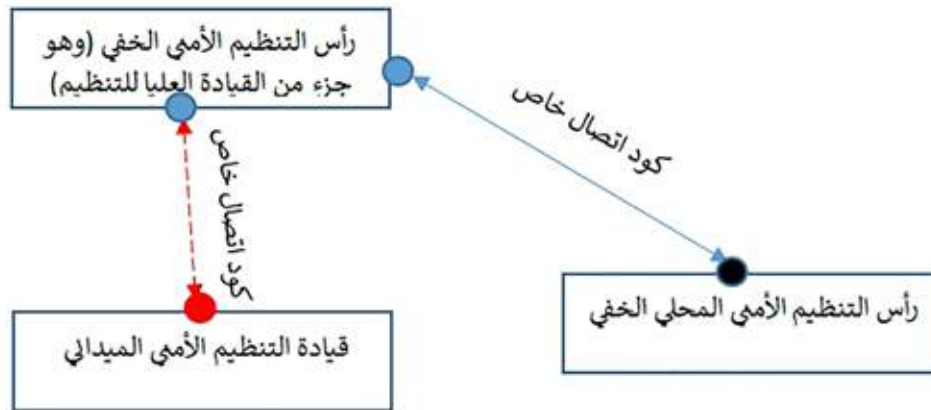 رأس التنظيم الأمني الخفي (وهو
جزء من القيادة العليا للتنظيم)
كود اتصال خاص
كود اتصال خاص
رأس التنظيم الأمني المحلي الخفي
قيادة التنظيم الأمني الميداني